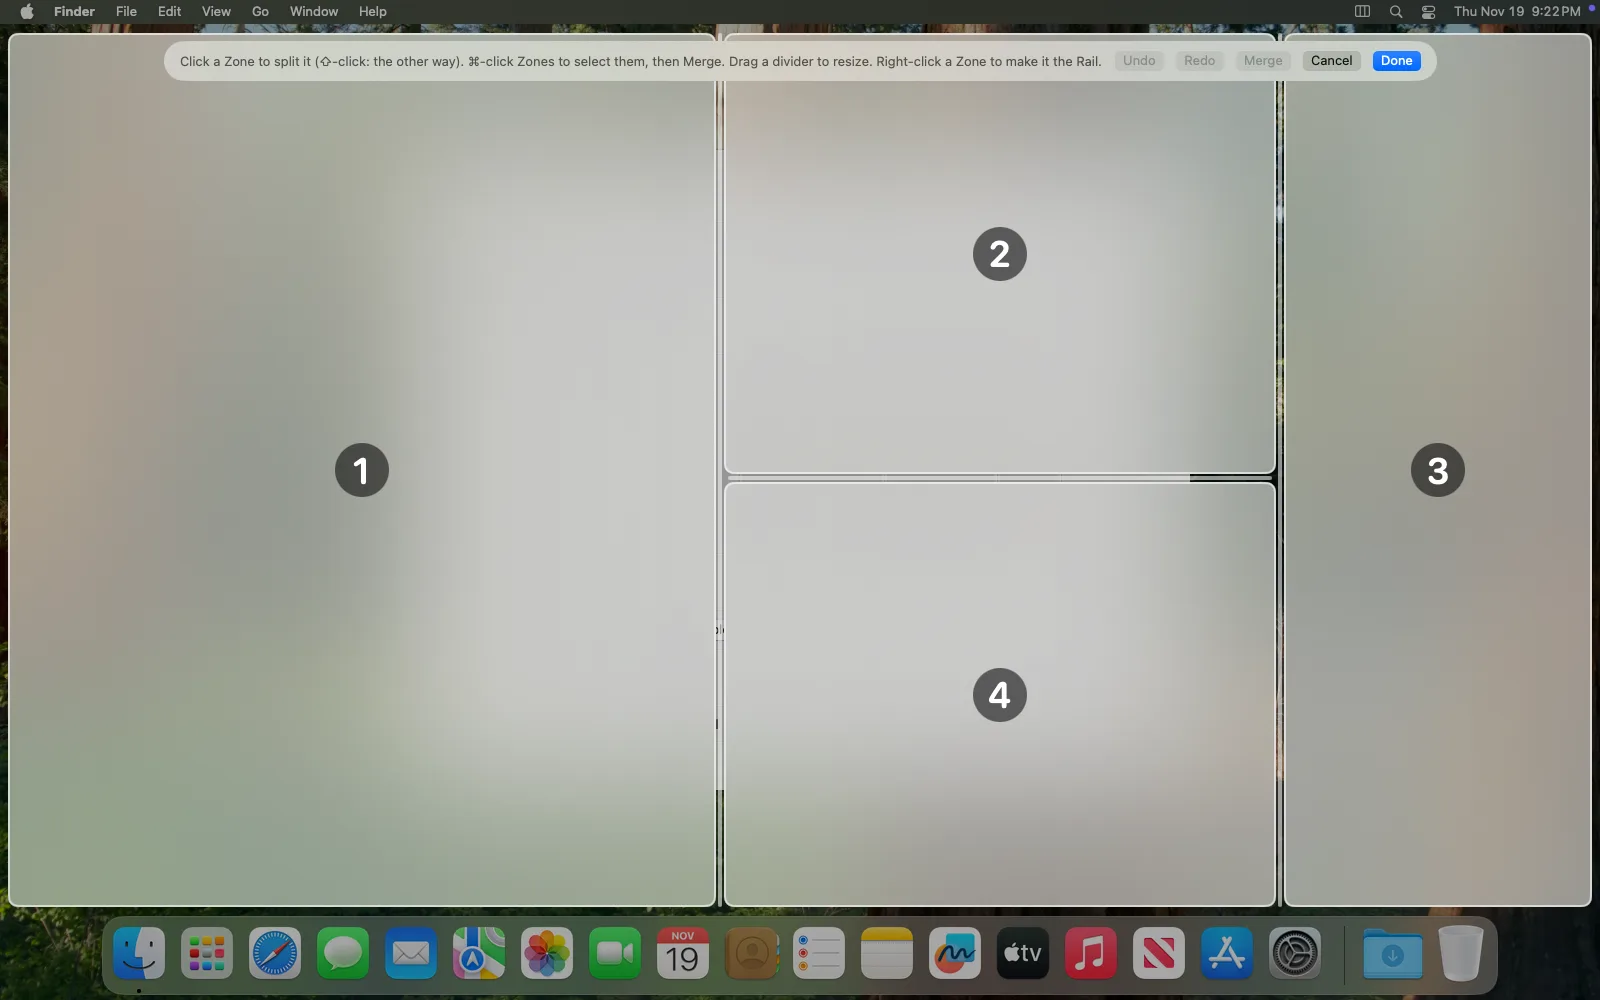 Finder File Edit View Go Window Help Thu Nov 19 9:22 PM
Click a Zone to split it (⇧-click: the other way). ⌘-click Zones to select them, then Merge. Drag a divider to resize. Right-click a Zone to make it the Rail. Undo Redo Merge Cancel Done
2
1
3
4
NOV
19
tv